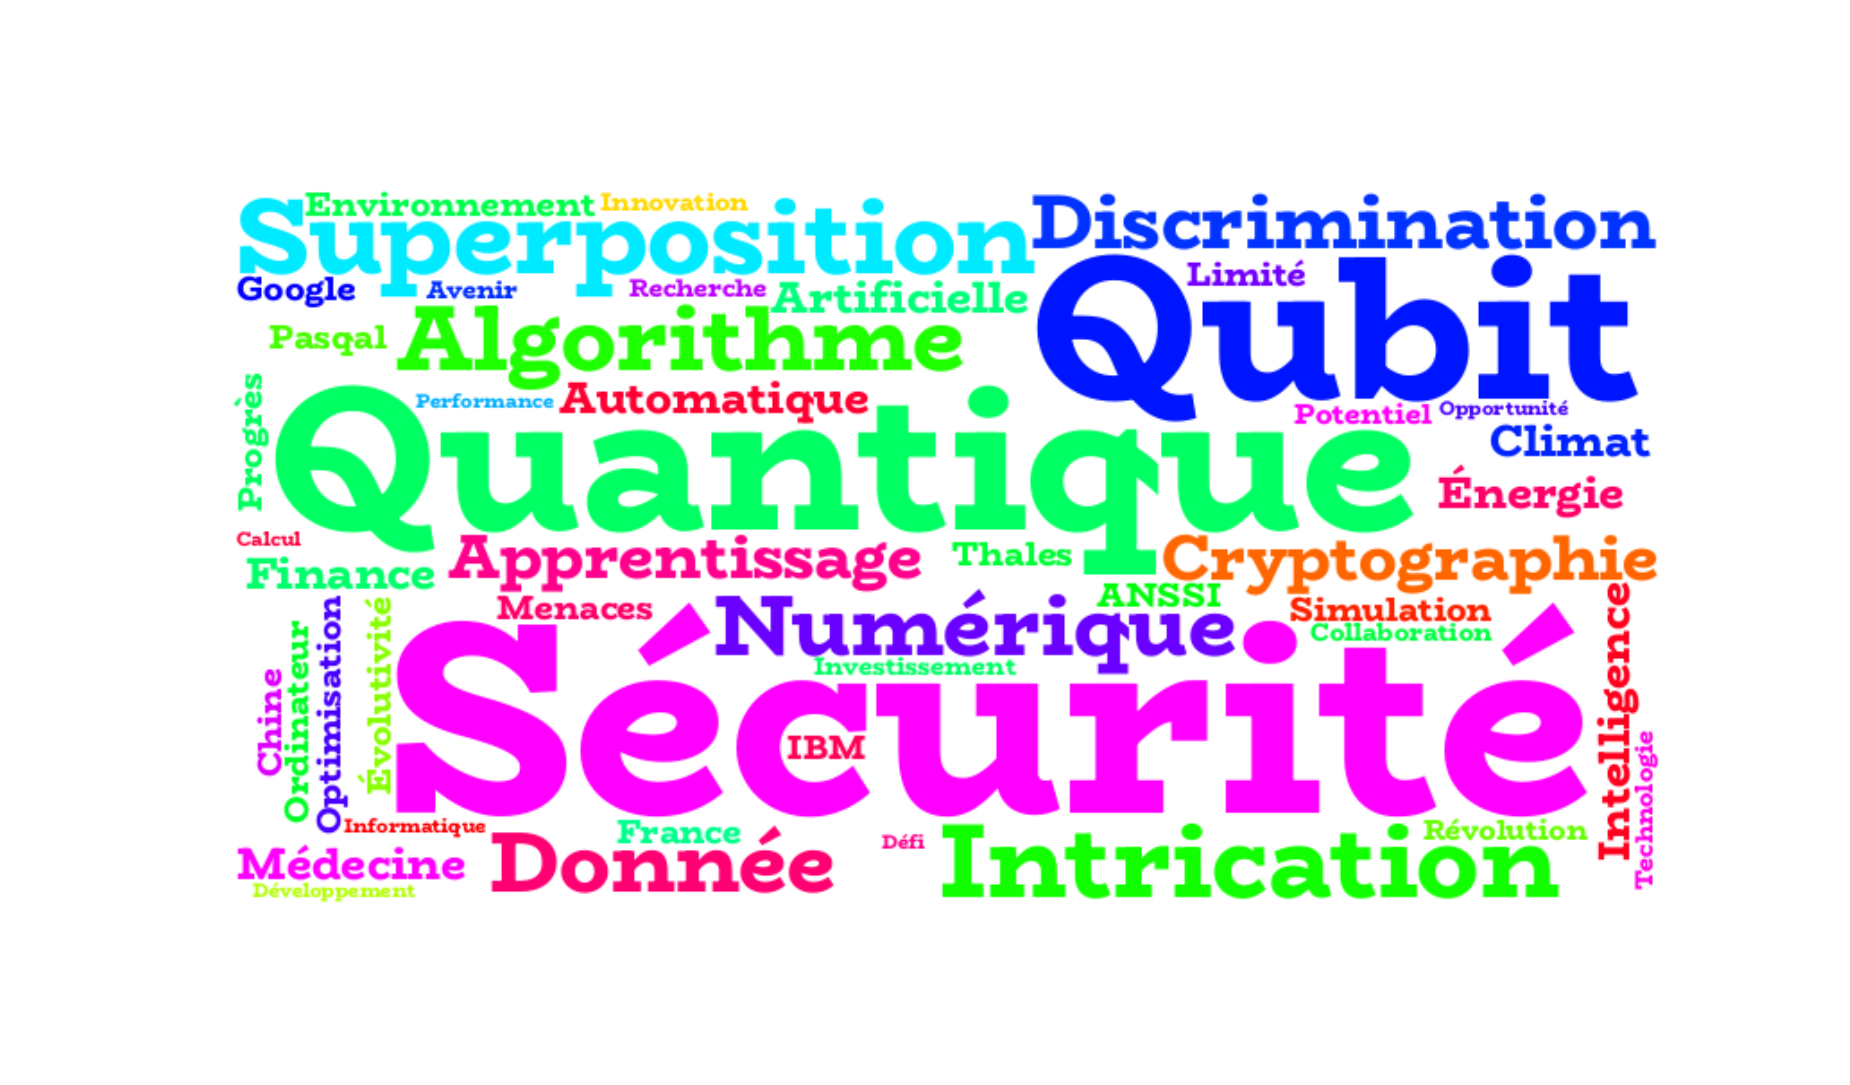 Environnement
Innovation
Superposition
Discrimination
Google
Avenir
Recherche
Artificielle
Limité
Qubit
Pasqal
Algorithme
Progrès
Performance
Automatique
Potentiel
Opportunité
Quantique
Climat
Énergie
Calcul
Finance
Apprentissage
Thales
Cryptographie
Menaces
Numérique
ANSSI
Simulation
Collaboration
Investissement
Chine
Ordinateur
Optimisation
Évolutivité
Sécurité
IBM
Intelligence
Technologie
Informatique
France
Défi
Révolution
Médecine
Donnée
Intrication
Développement